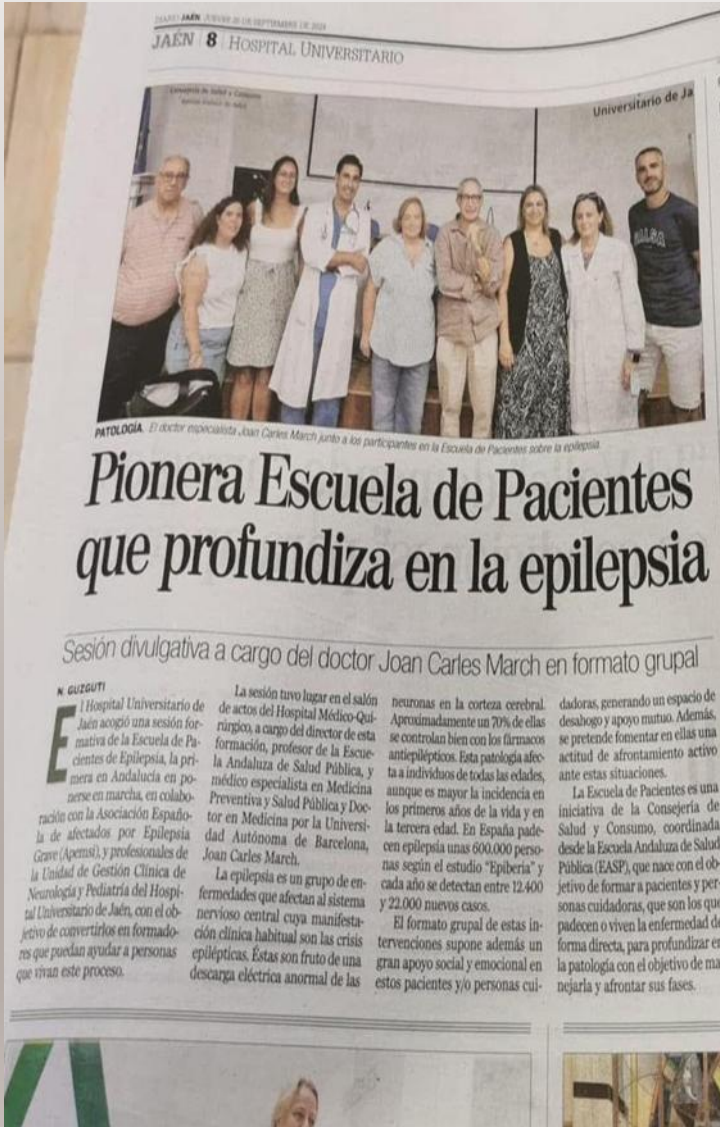 DIARIO JAÉN JUEVES DE SEPTIEMBRE DE
JAÉN 8 HOSPITAL UNIVERSITARIO
Consejería de Salud y Consumo
Universitario de Ja
SALSA
PATOLOGÍA. El doctor especialista Joan Carles March junto a los participantes en la Escuela de Pacientes sobre la epilepsia.
Pionera Escuela de Pacientes
que profundiza en la epilepsia
Sesión divulgativa a cargo del doctor Joan Carles March en formato grupal
N. GUZGUTI
El Hospital Universitario de
Jaén acogió una sesión for-
mativa de la Escuela de Pa-
cientes de Epilepsia, la pri-
mera en Andalucía en po-
nerse en marcha, en colabo-
ración con la Asociación Españo-
la de afectados por Epilepsia
Grave (Apemsi), y profesionales de
la Unidad de Gestión Clínica de
Neurología y Pediatría del Hospi-
tal Universitario de Jaén, con el ob-
jetivo de convertirlos en formado-
res que puedan ayudar a personas
que vivan este proceso.
La sesión tuvo lugar en el salón
de actos del Hospital Médico-Qui-
rúrgico, a cargo del director de esta
formación, profesor de la Escue-
la Andaluza de Salud Pública, y
médico especialista en Medicina
Preventiva y Salud Pública y Doc-
tor en Medicina por la Universi-
dad Autónoma de Barcelona,
Joan Carles March.
La epilepsia es un grupo de en-
fermedades que afectan al sistema
nervioso central cuya manifesta-
ción clínica habitual son las crisis
epilépticas. Éstas son fruto de una
descarga eléctrica anormal de las
neuronas en la corteza cerebral.
Aproximadamente un 70% de ellas
se controlan bien con los fármacos
antiepilépticos. Esta patología afec-
ta a individuos de todas las edades,
aunque es mayor la incidencia en
los primeros años de la vida y en
la tercera edad. En España pade-
cen epilepsia unas 600.000 perso-
nas según el estudio "Epiberia" y
cada año se detectan entre 12.400
y 22.000 nuevos casos.
El formato grupal de estas in-
tervenciones supone además un
gran apoyo social y emocional en
estos pacientes y/o personas cui-
dadoras, generando un espacio de
desahogo y apoyo mutuo. Además,
se pretende fomentar en ellas una
actitud de afrontamiento activo
ante estas situaciones.
La Escuela de Pacientes es una
iniciativa de la Consejería de
Salud y Consumo, coordinada
desde la Escuela Andaluza de Salud
Pública (EASP), que nace con el ob-
jetivo de formar a pacientes y per-
sonas cuidadoras, que son los que
padecen o viven la enfermedad de
forma directa, para profundizar en
la patología con el objetivo de ma-
nejarla y afrontar sus fases.